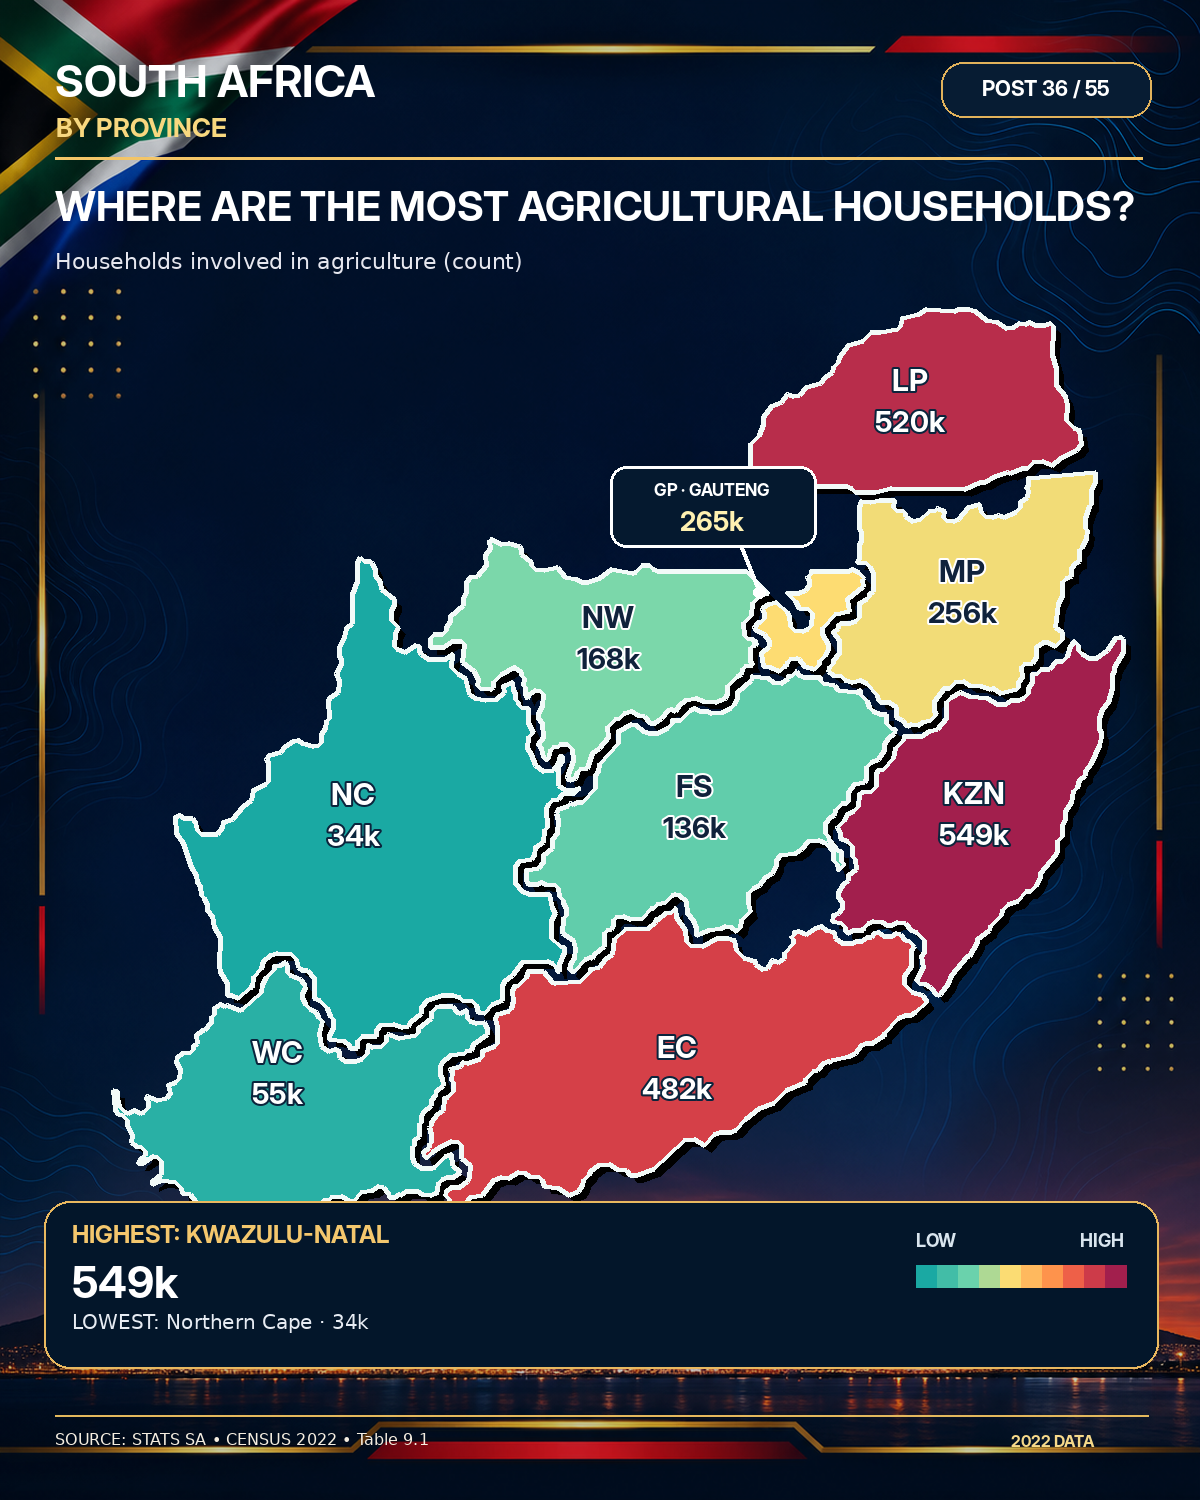 SOUTH AFRICA
BY PROVINCE
POST 36 / 55
WHERE ARE THE MOST AGRICULTURAL HOUSEHOLDS?
Households involved in agriculture (count)
LP
520k
GP · GAUTENG
265k
MP
256k
NW
168k
NC
34k
FS
136k
KZN
549k
WC
55k
EC
482k
HIGHEST: KWAZULU-NATAL
549k
LOWEST: Northern Cape · 34k
LOW
HIGH
SOURCE: STATS SA • CENSUS 2022 • Table 9.1
2022 DATA